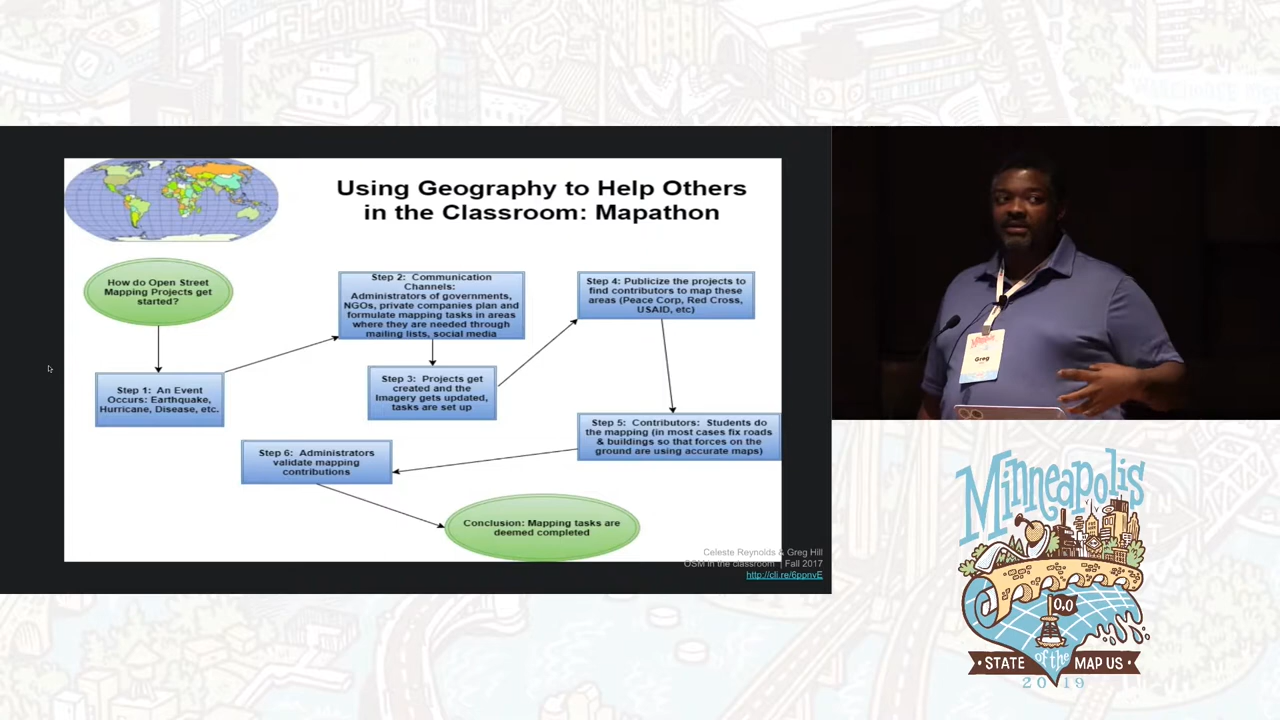 Using Geography to Help Others
in the Classroom: Mapathon
How do Open Street
Mapping Projects get
started?
Step 1: An Event
Occurs: Earthquake,
Hurricane, Disease, etc.
Step 2: Communication
Channels:
Administrators of governments,
NGOs, private companies plan and
formulate mapping tasks in areas
where they are needed through
mailing lists, social media
Step 3: Projects get
created and the
Imagery gets updated,
tasks are set up
Step 4: Publicize the projects to
find contributors to map these
areas (Peace Corp, Red Cross,
USAID, etc)
Step 5: Contributors: Students do
the mapping (in most cases fix roads
& buildings so that forces on the
ground are using accurate maps)
Step 6: Administrators
validate mapping
contributions
Conclusion: Mapping tasks are
deemed completed
Celeste Reynolds & Greg Hill
OSM in the classroom | Fall 2017
http://cli.re/6ppnvE
Greg
Minneapolis
0,0
STATE of the MAP US
2019
FLOUR
CITY